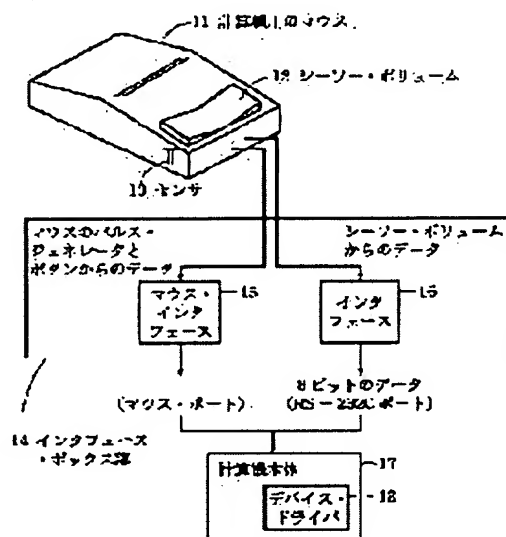 11 計算機上のマウス
12 シーソー・ボリューム
13 センサ
マウスのパルス・
ジェネレータと
ボタンからのデータ
シーソー・ボリューム
からのデータ
マウス・
インタ
フェース
15
インタ
フェース
16
(マウス・ポート)
8ビットのデータ
(RS-232Cポート)
14 インタフェース
・ボックス部
計算機本体
17
デバイス・
ドライバ
18